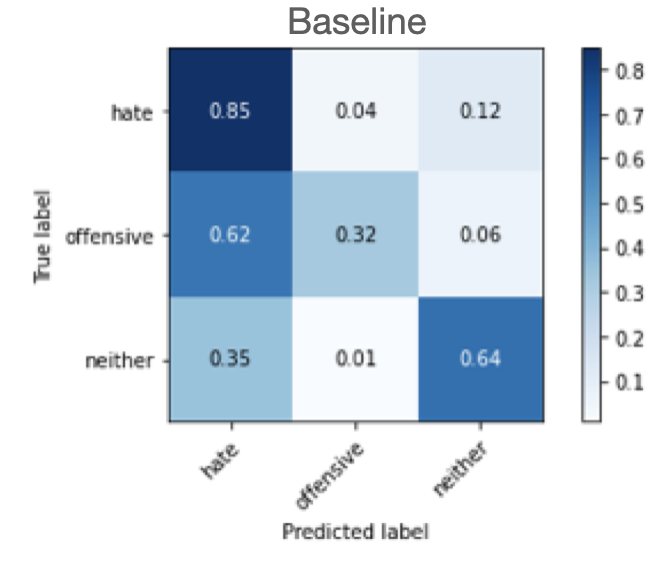 Baseline
hate 0.85 0.04 0.12
offensive 0.62 0.32 0.06
neither 0.35 0.01 0.64
True label
hate offensive neither
Predicted label
0.8
0.7
0.6
0.5
0.4
0.3
0.2
0.1